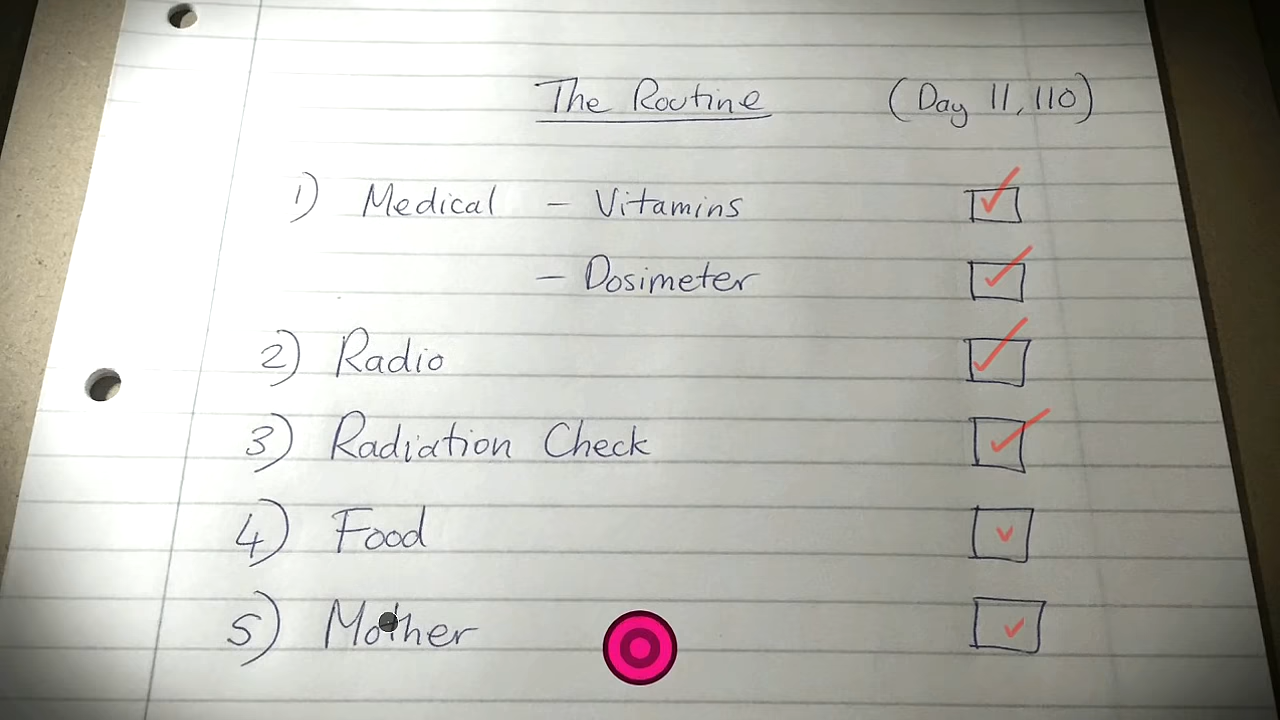 The Routine (Day 11,110)
1) Medical - Vitamins
- Dosimeter
2) Radio
3) Radiation Check
4) Food
5) Mother